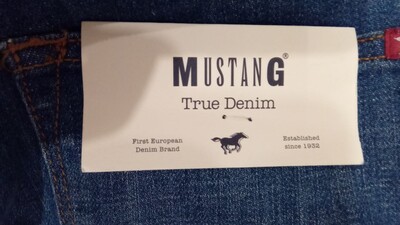 MUSTANG®
True Denim
First European
Denim Brand
Established
since 1932